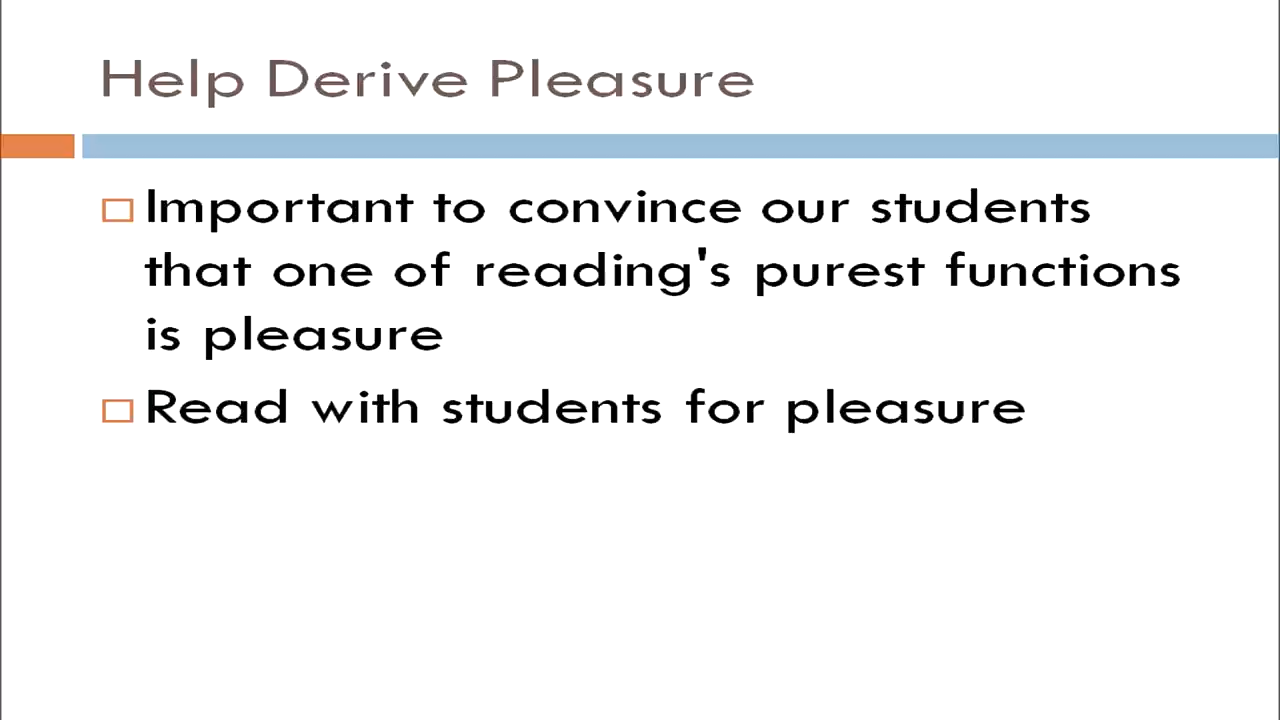 Help Derive Pleasure
Important to convince our students
that one of reading's purest functions
is pleasure
Read with students for pleasure